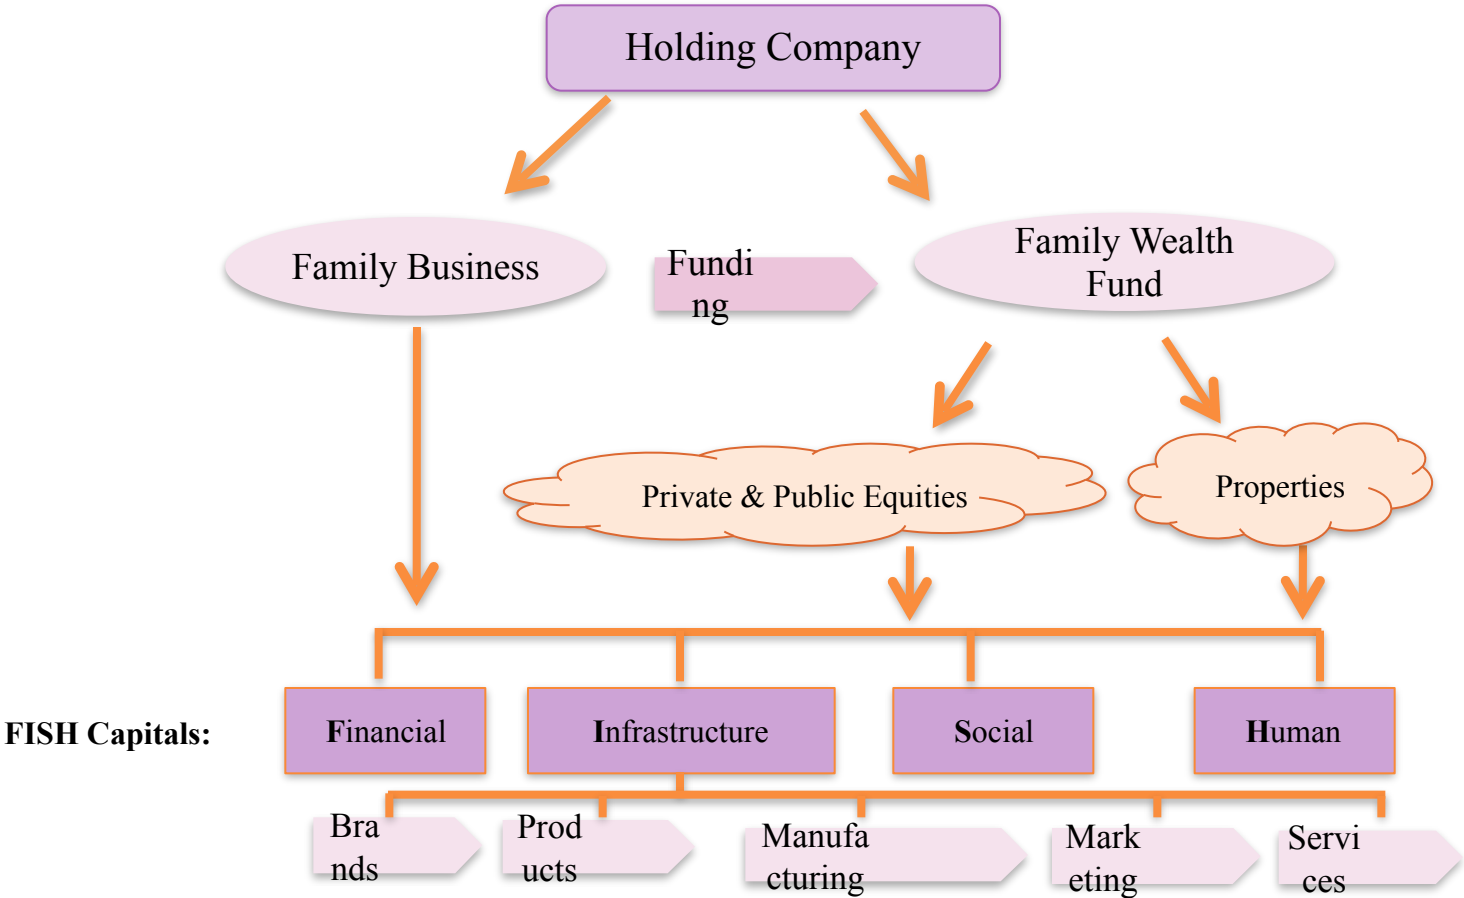 Holding Company
Family Business
Fundi
ng
Family Wealth
Fund
Private & Public Equities
Properties
FISH Capitals:
Financial
Infrastructure
Social
Human
Bra
nds
Prod
ucts
Manufa
cturing
Mark
eting
Servi
ces